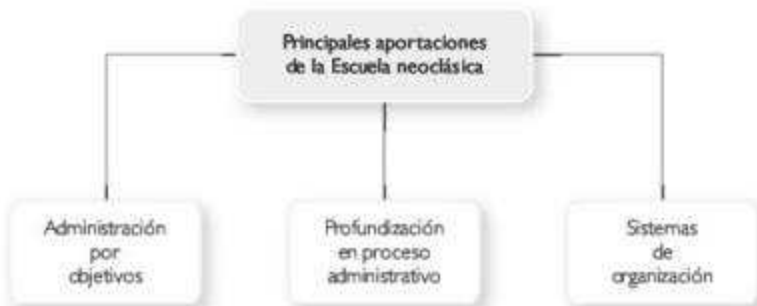 Principales aportaciones
de la Escuela neoclásica
Administración
por
objetivos
Profundización
en proceso
administrativo
Sistemas
de
organización